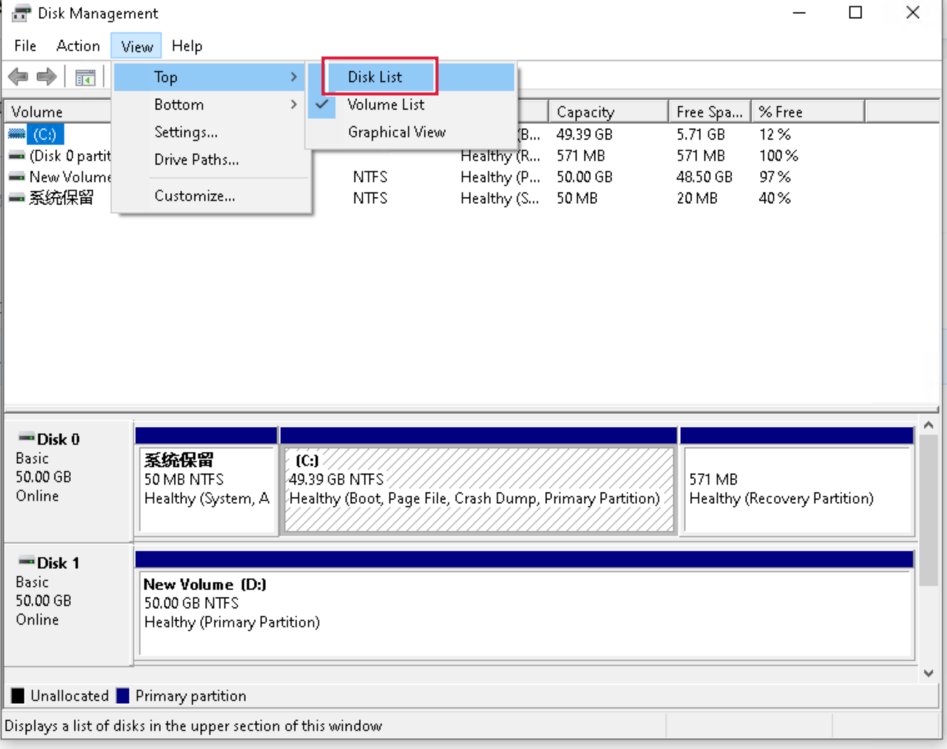 Disk Management
File Action View Help
Top > Disk List
Bottom > Volume List
Settings... Graphical View
Drive Paths...
Customize...
Volume Capacity Free Spa... % Free
(C:) (B... 49.39 GB 5.71 GB 12 %
(Disk 0 partit Healthy (R... 571 MB 571 MB 100 %
New Volume NTFS Healthy (P... 50.00 GB 48.50 GB 97 %
系统保留 NTFS Healthy (S... 50 MB 20 MB 40 %
Disk 0
Basic
50.00 GB
Online
系统保留
50 MB NTFS
Healthy (System, A
(C:)
49.39 GB NTFS
Healthy (Boot, Page File, Crash Dump, Primary Partition)
571 MB
Healthy (Recovery Partition)
Disk 1
Basic
50.00 GB
Online
New Volume (D:)
50.00 GB NTFS
Healthy (Primary Partition)
Unallocated Primary partition
Displays a list of disks in the upper section of this window